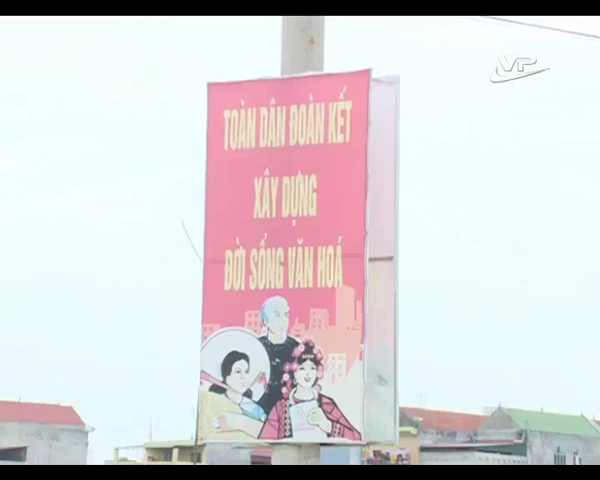 VP
TOÀN DÂN ĐOÀN KẾT
XÂY DỰNG
ĐỜI SỐNG VĂN HOÁ